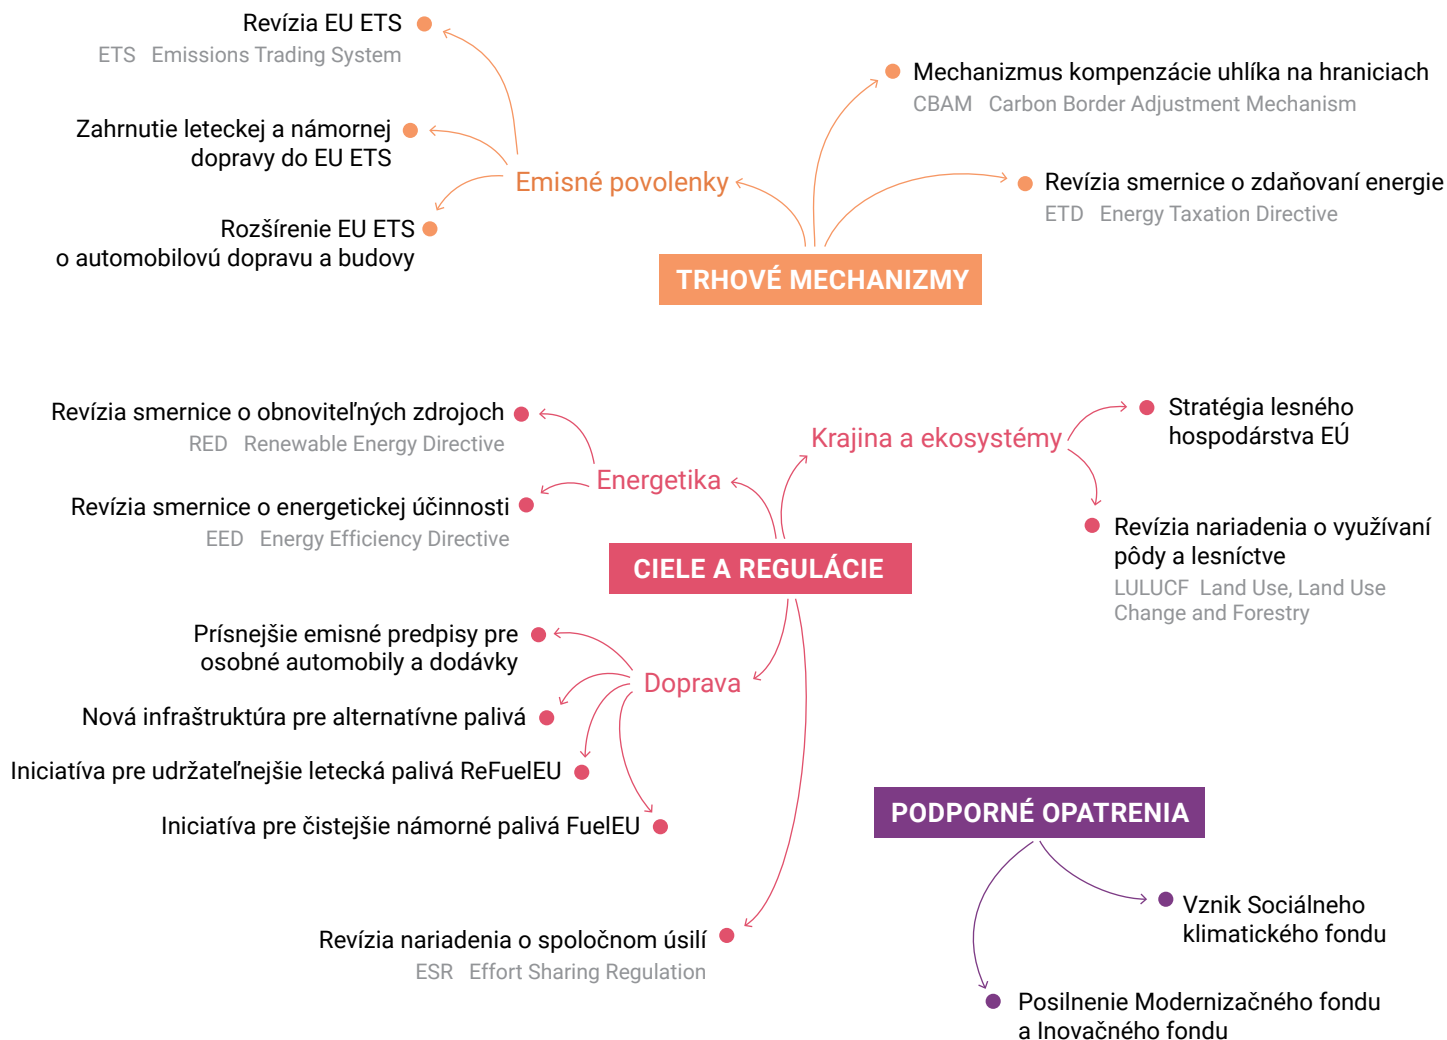 Revízia EU ETS
ETS Emissions Trading System
Zahrnutie leteckej a námornej
dopravy do EU ETS
Rozšírenie EU ETS
o automobilovú dopravu a budovy
Emisné povolenky
Mechanizmus kompenzácie uhlíka na hraniciach
CBAM Carbon Border Adjustment Mechanism
Revízia smernice o zdaňovaní energie
ETD Energy Taxation Directive
TRHOVÉ MECHANIZMY
Revízia smernice o obnoviteľných zdrojoch
RED Renewable Energy Directive
Energetika
Revízia smernice o energetickej účinnosti
EED Energy Efficiency Directive
Krajina a ekosystémy
Stratégia lesného
hospodárstva EÚ
Revízia nariadenia o využívaní
pôdy a lesníctve
LULUCF Land Use, Land Use
Change and Forestry
CIELE A REGULÁCIE
Prísnejšie emisné predpisy pre
osobné automobily a dodávky
Doprava
Nová infraštruktúra pre alternatívne palivá
Iniciatíva pre udržateľnejšie letecká palivá ReFuelEU
Iniciatíva pre čistejšie námorné palivá FuelEU
Revízia nariadenia o spoločnom úsilí
ESR Effort Sharing Regulation
PODPORNÉ OPATRENIA
Vznik Sociálneho
klimatického fondu
Posilnenie Modernizačného fondu
a Inovačného fondu